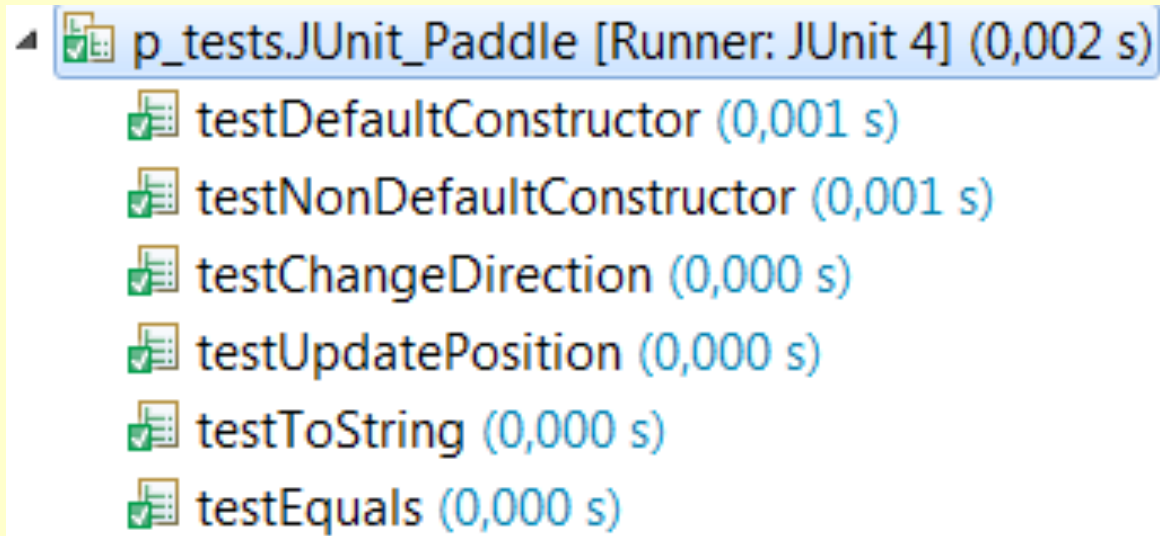 p_tests.JUnit_Paddle [Runner: JUnit 4] (0,002 s)
testDefaultConstructor (0,001 s)
testNonDefaultConstructor (0,001 s)
testChangeDirection (0,000 s)
testUpdatePosition (0,000 s)
testToString (0,000 s)
testEquals (0,000 s)